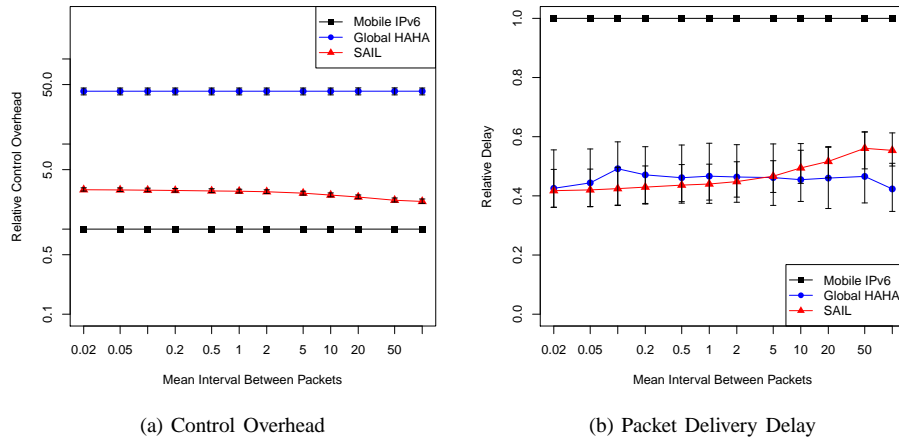 Relative Control Overhead
0.1
0.5
5.0
50.0
Mobile IPv6
Global HAHA
SAIL
0.02
0.05
0.2
0.5
1
2
5
10
20
50
Mean Interval Between Packets
(a) Control Overhead
Relative Delay
0.0
0.2
0.4
0.6
0.8
1.0
Mobile IPv6
Global HAHA
SAIL
0.02
0.05
0.2
0.5
1
2
5
10
20
50
Mean Interval Between Packets
(b) Packet Delivery Delay